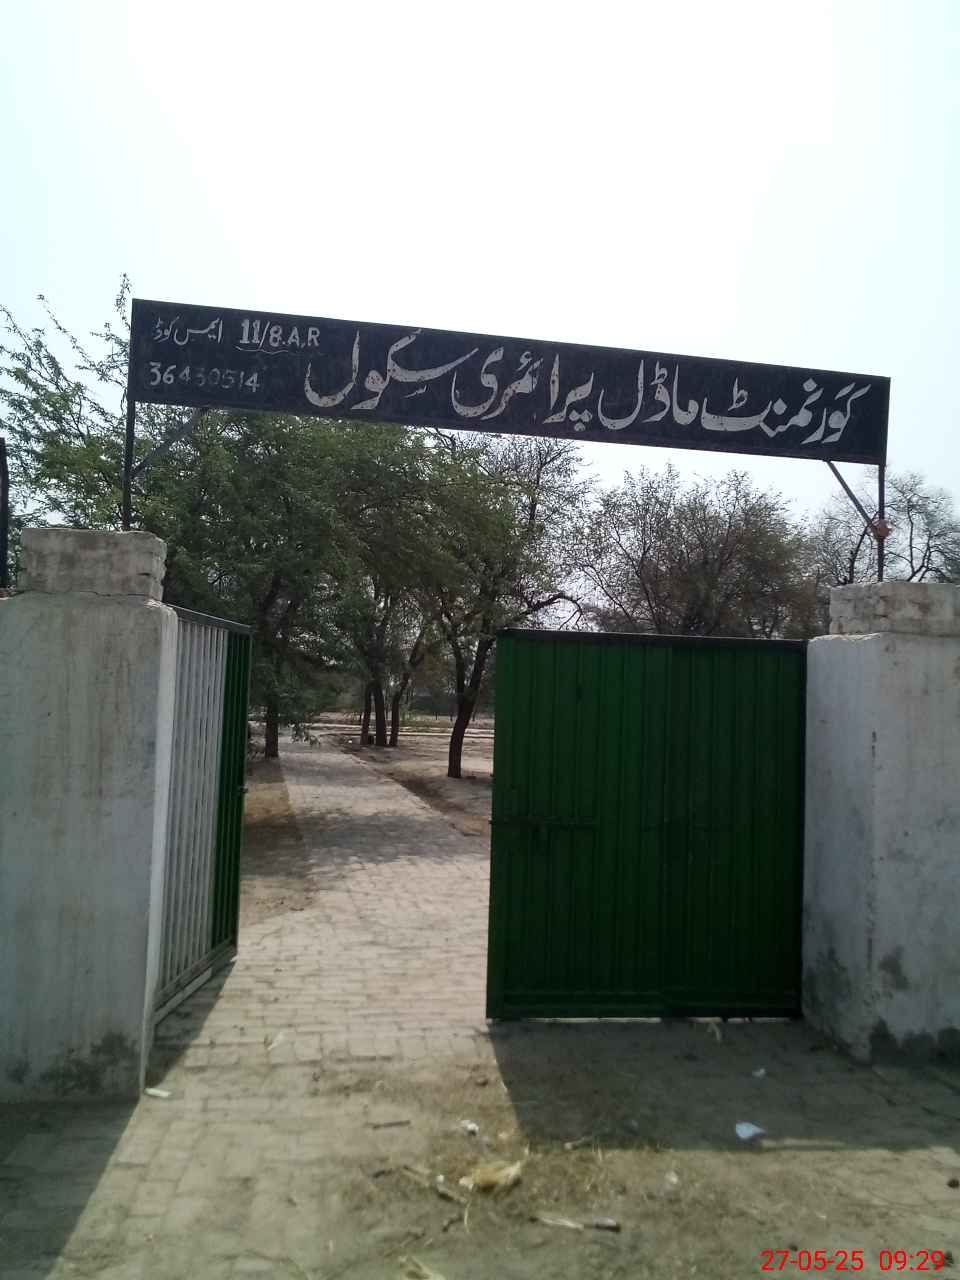 گورنمنٹ ماڈل پرائمری سکول
11/8.A.R
ایمس کوڈ
36430514
27-05-25 09:29